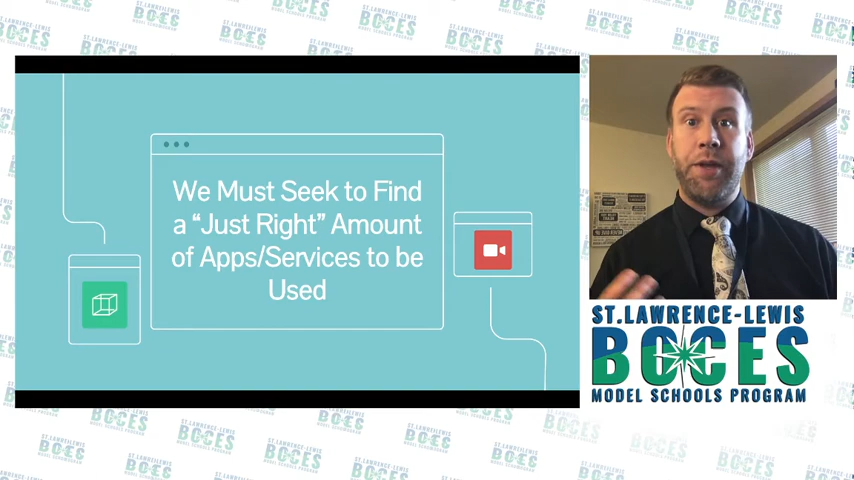 We Must Seek to Find
a “Just Right” Amount
of Apps/Services to be
Used
ST.LAWRENCE-LEWIS
BOCES
MODEL SCHOOLS PROGRAM